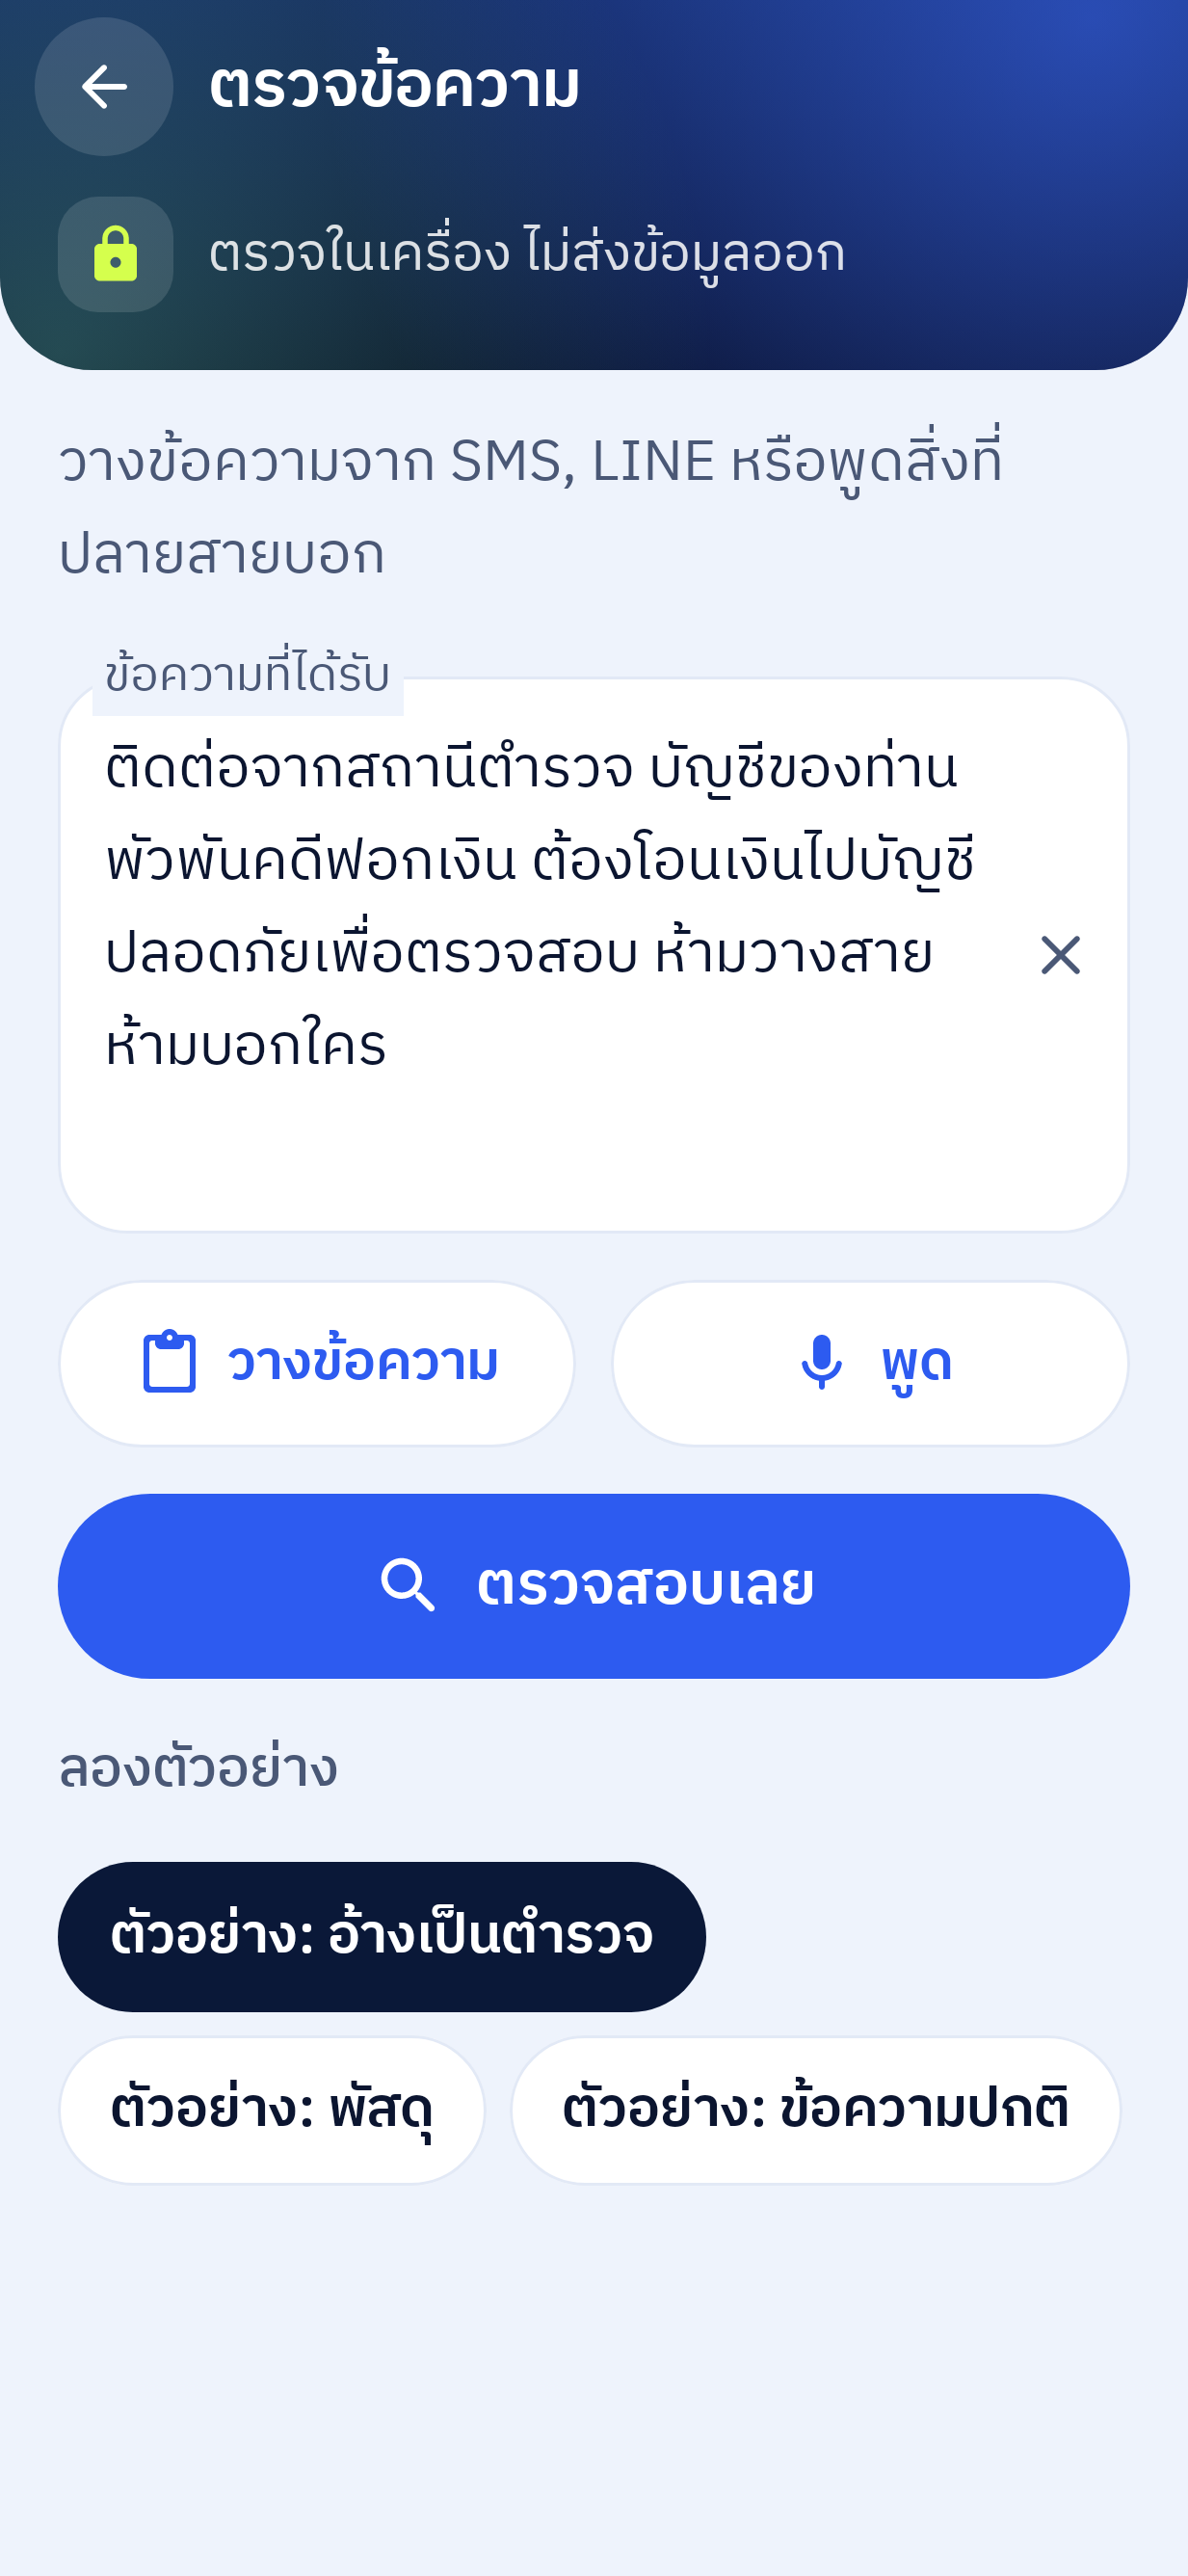 ตรวจข้อความ
ตรวจในเครื่อง ไม่ส่งข้อมูลออก
วางข้อความจาก SMS, LINE หรือพูดสิ่งที่
ปลายสายบอก
ข้อความที่ได้รับ
ติดต่อจากสถานีตำรวจ บัญชีของท่าน
พัวพันคดีฟอกเงิน ต้องโอนเงินไปบัญชี
ปลอดภัยเพื่อตรวจสอบ ห้ามวางสาย
ห้ามบอกใคร
วางข้อความ
พูด
ตรวจสอบเลย
ลองตัวอย่าง
ตัวอย่าง: อ้างเป็นตำรวจ
ตัวอย่าง: พัสดุ
ตัวอย่าง: ข้อความปกติ